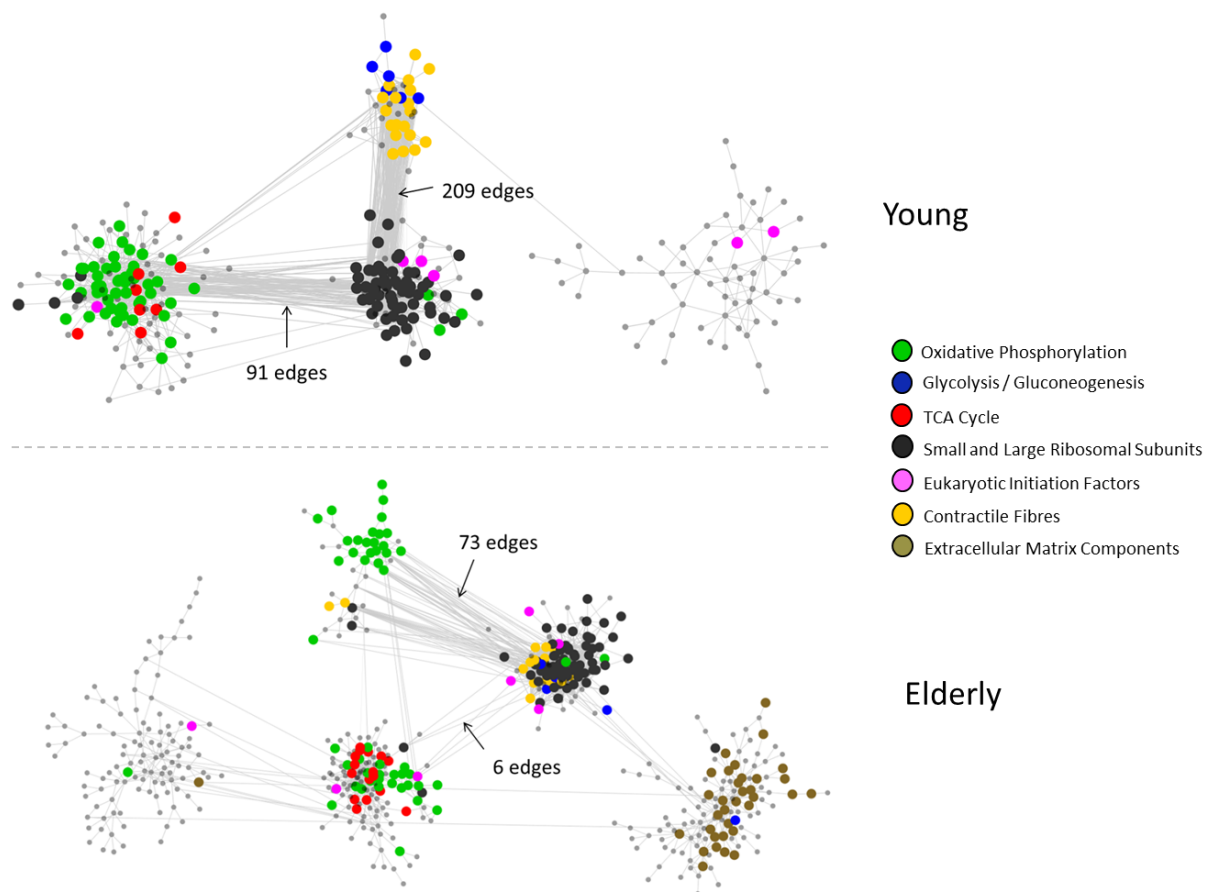 209 edges
Young
91 edges
Oxidative Phosphorylation
Glycolysis / Gluconeogenesis
TCA Cycle
Small and Large Ribosomal Subunits
Eukaryotic Initiation Factors
Contractile Fibres
Extracellular Matrix Components
73 edges
Elderly
6 edges